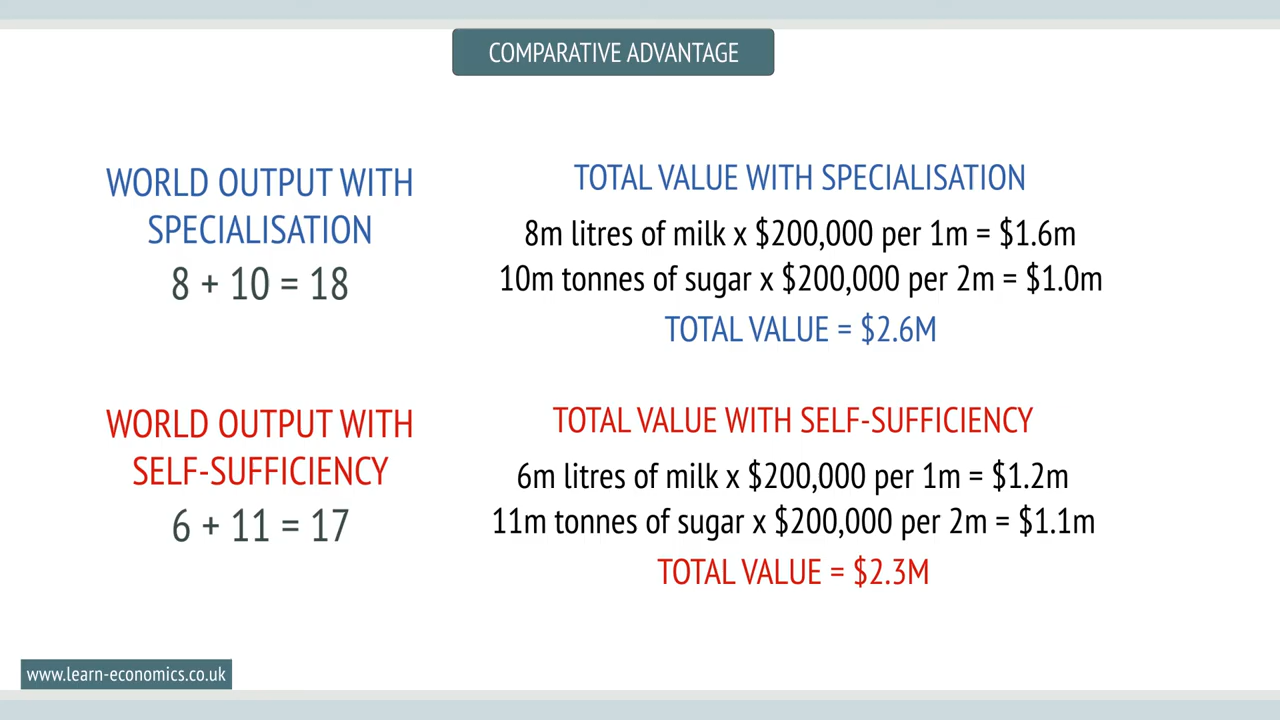 COMPARATIVE ADVANTAGE
WORLD OUTPUT WITH
SPECIALISATION
8 + 10 = 18
TOTAL VALUE WITH SPECIALISATION
8m litres of milk x $200,000 per 1m = $1.6m
10m tonnes of sugar x $200,000 per 2m = $1.0m
TOTAL VALUE = $2.6M
WORLD OUTPUT WITH
SELF-SUFFICIENCY
6 + 11 = 17
TOTAL VALUE WITH SELF-SUFFICIENCY
6m litres of milk x $200,000 per 1m = $1.2m
11m tonnes of sugar x $200,000 per 2m = $1.1m
TOTAL VALUE = $2.3M
www.learn-economics.co.uk